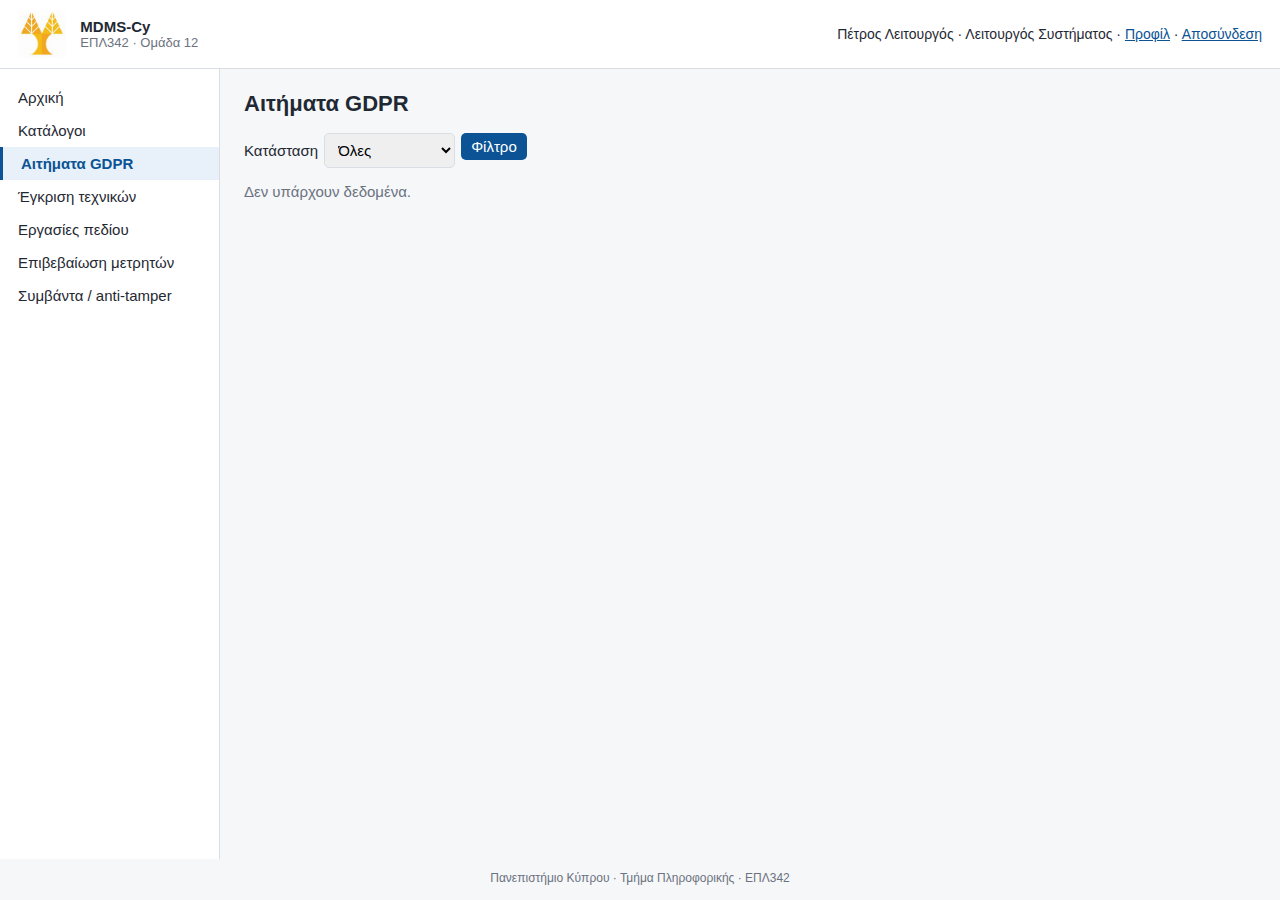 MDMS-Cy
ΕΠΛ342 · Ομάδα 12
Πέτρος Λειτουργός · Λειτουργός Συστήματος · Προφίλ · Αποσύνδεση
Αρχική
Κατάλογοι
Αιτήματα GDPR
Έγκριση τεχνικών
Εργασίες πεδίου
Επιβεβαίωση μετρητών
Συμβάντα / anti-tamper
Αιτήματα GDPR
Κατάσταση Όλες Φίλτρο
Δεν υπάρχουν δεδομένα.
Πανεπιστήμιο Κύπρου · Τμήμα Πληροφορικής · ΕΠΛ342